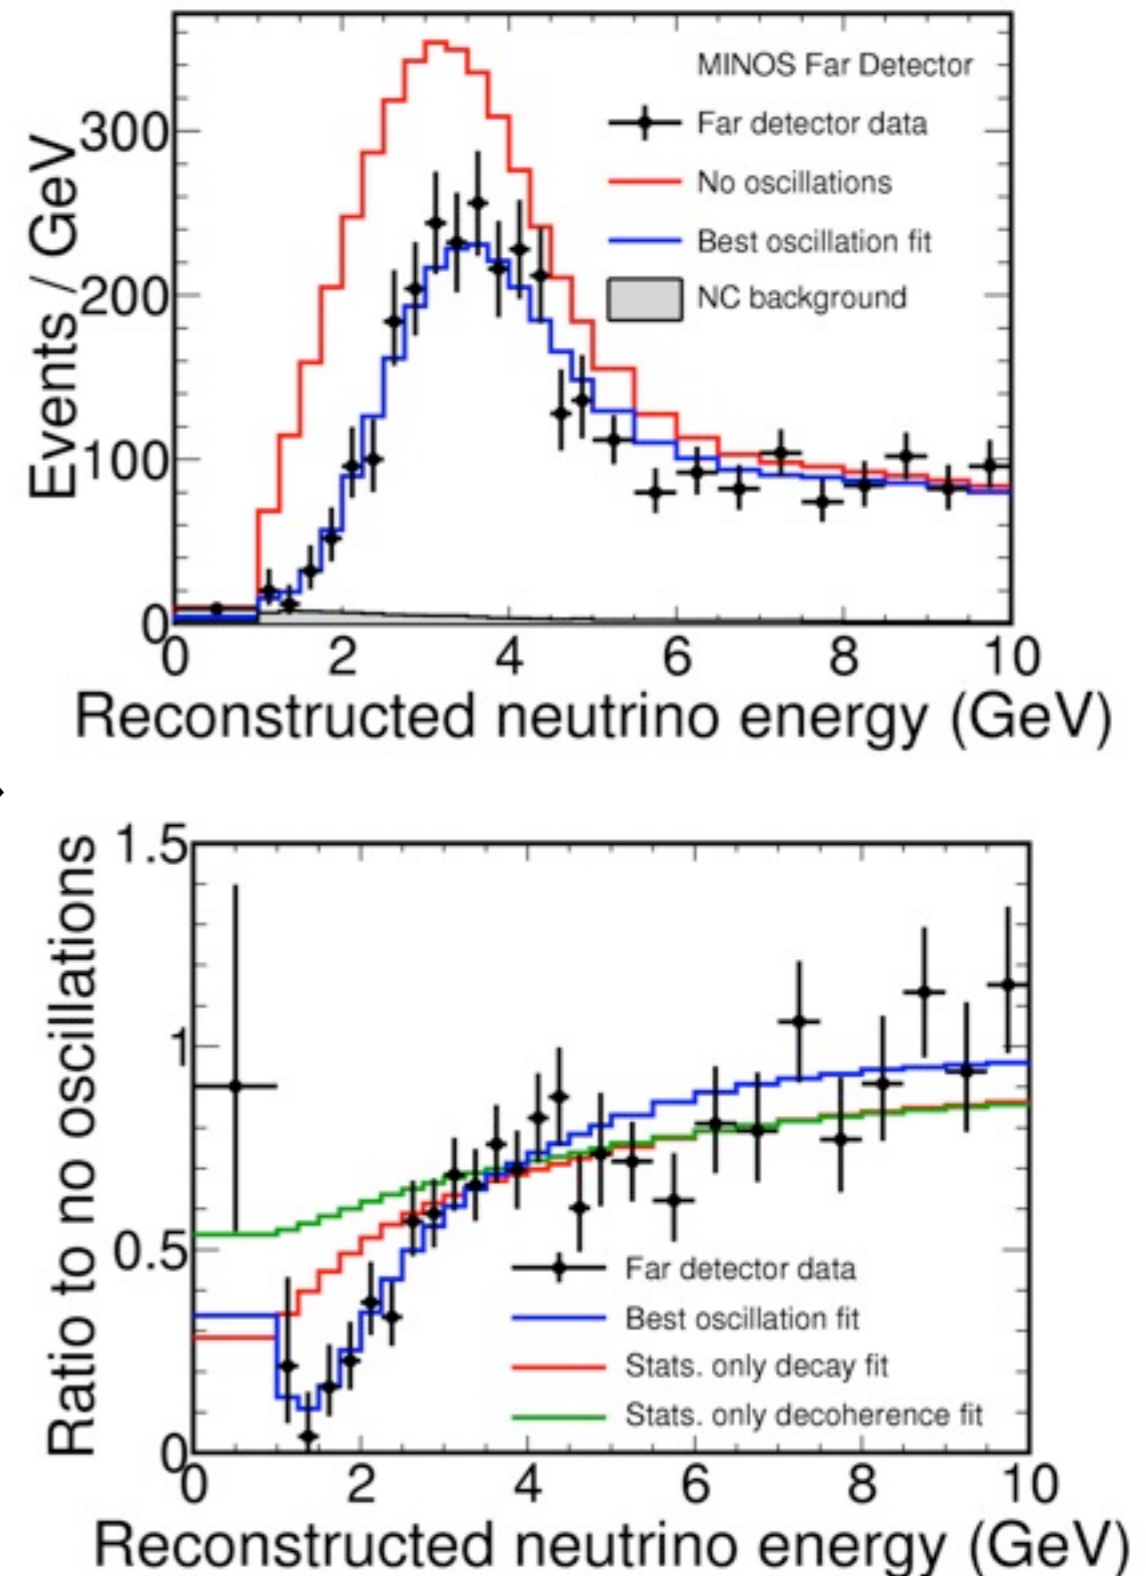 MINOS Far Detector
Far detector data
No oscillations
Best oscillation fit
NC background
Events / GeV
300
200
100
0
0 2 4 6 8 10
Reconstructed neutrino energy (GeV)
Ratio to no oscillations
1.5
1
0.5
0
Far detector data
Best oscillation fit
Stats. only decay fit
Stats. only decoherence fit
0 2 4 6 8 10
Reconstructed neutrino energy (GeV)